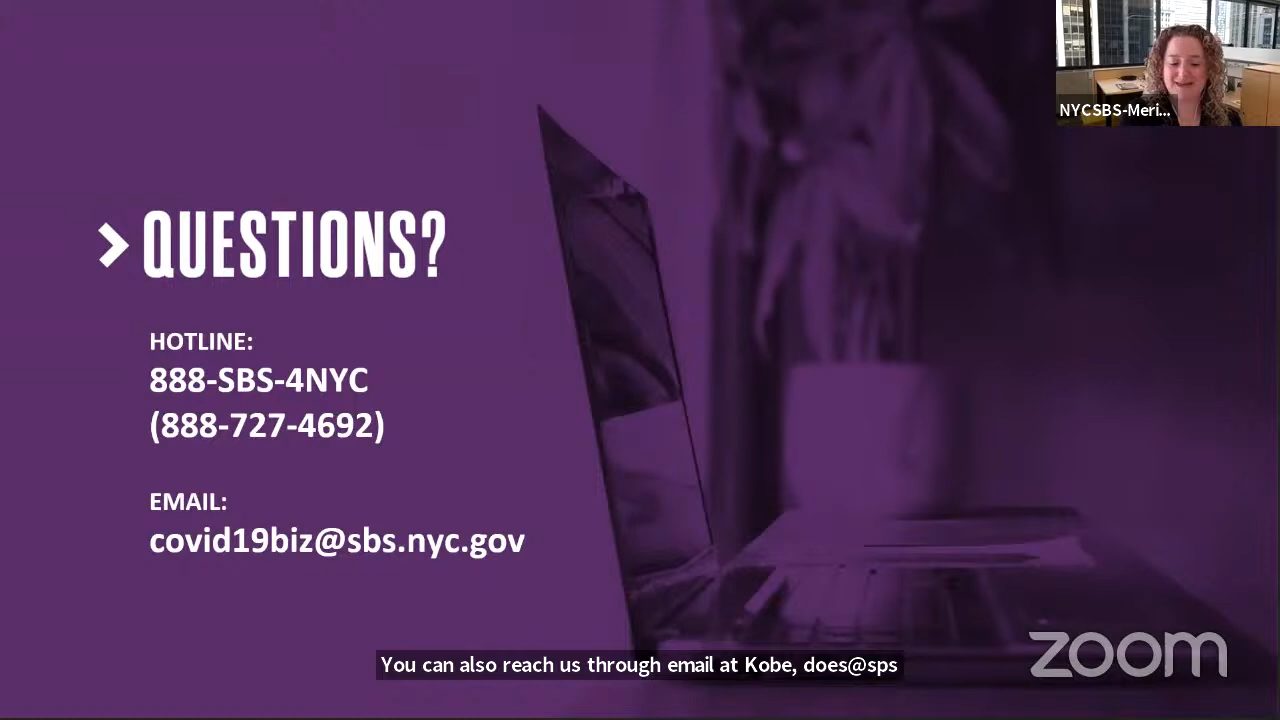 NYCSBS-Meri...
QUESTIONS?
HOTLINE:
888-SBS-4NYC
(888-727-4692)
EMAIL:
covid19biz@sbs.nyc.gov
You can also reach us through email at Kobe, does@sps
zoom